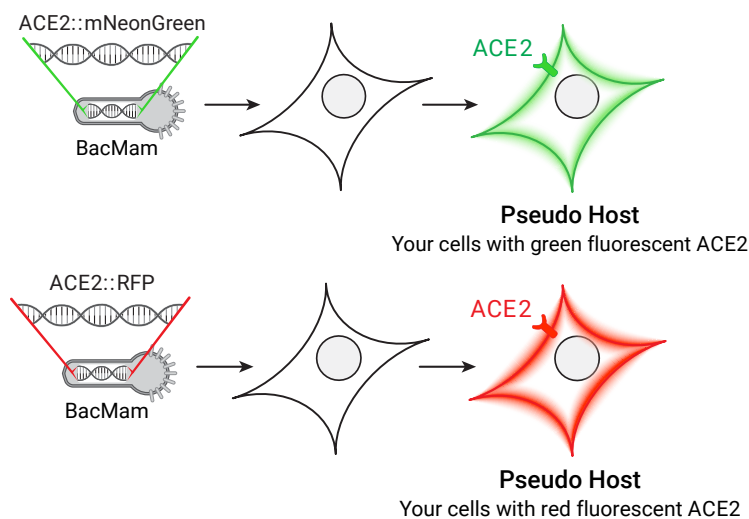 ACE2::mNeonGreen
BacMam
ACE2
Pseudo Host
Your cells with green fluorescent ACE2
ACE2::RFP
BacMam
ACE2
Pseudo Host
Your cells with red fluorescent ACE2